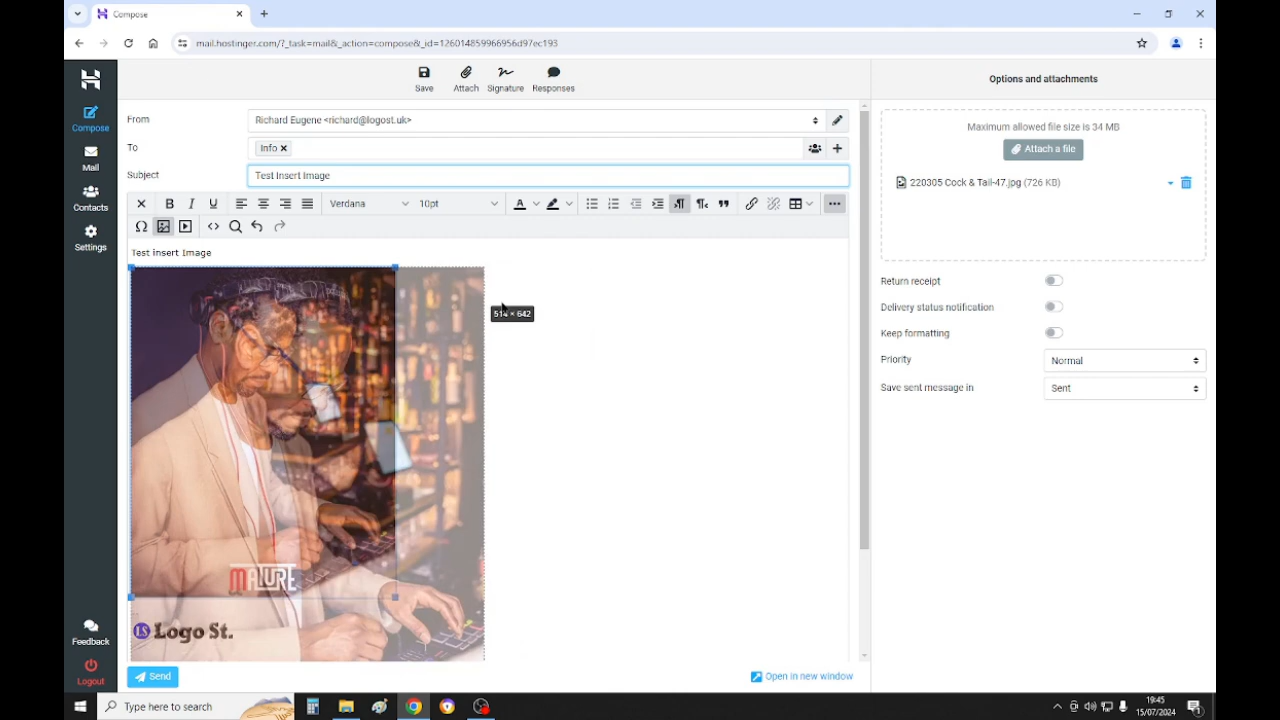 Compose
mail.hostinger.com/?_task=mail&_action=compose&_id=126014859966956d97ec193
Compose
Mail
Contacts
Settings
Feedback
Logout
Save
Attach
Signature
Responses
From
Richard Eugene <richard@logost.uk>
To
Info
Subject
Test Insert Image
Verdana
10pt
Test insert Image
514 × 642
MATURE
LS Logo St.
Send
Open in new window
Options and attachments
Maximum allowed file size is 34 MB
Attach a file
220305 Cock & Tail-47.jpg (726 KB)
Return receipt
Delivery status notification
Keep formatting
Priority
Normal
Save sent message in
Sent
Type here to search
19:45
15/07/2024
1